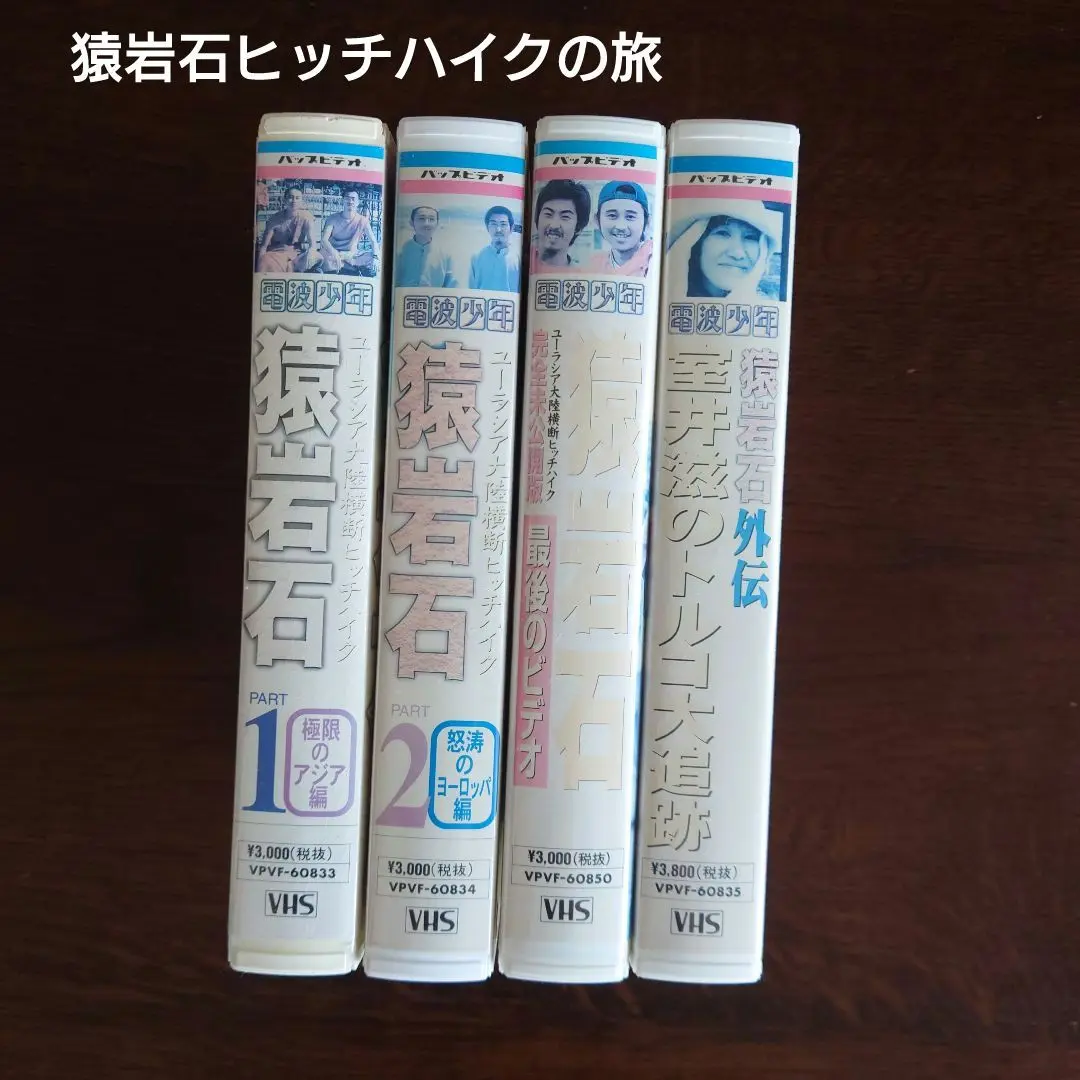 猿岩石ヒッチハイクの旅
バップビデオ
電波少年
ユーラシア大陸横断ヒッチハイク
猿岩石
PART
1
極限
の
アジア
編
¥3,000(税抜)
VPVF-60833
VHS
バップビデオ
電波少年
ユーラシア大陸横断ヒッチハイク
猿岩石
PART
2
怒涛
の
ヨーロッパ
編
¥3,000(税抜)
VPVF-60834
VHS
バップビデオ
電波少年
猿岩石
ユーラシア大陸横断ヒッチハイク
完全未公開版
最後のビデオ
¥3,000(税抜)
VPVF-60850
VHS
バップビデオ
電波少年
猿岩石外伝
室井滋のトルコ大追跡
¥3,800(税抜)
VPVF-60835
VHS